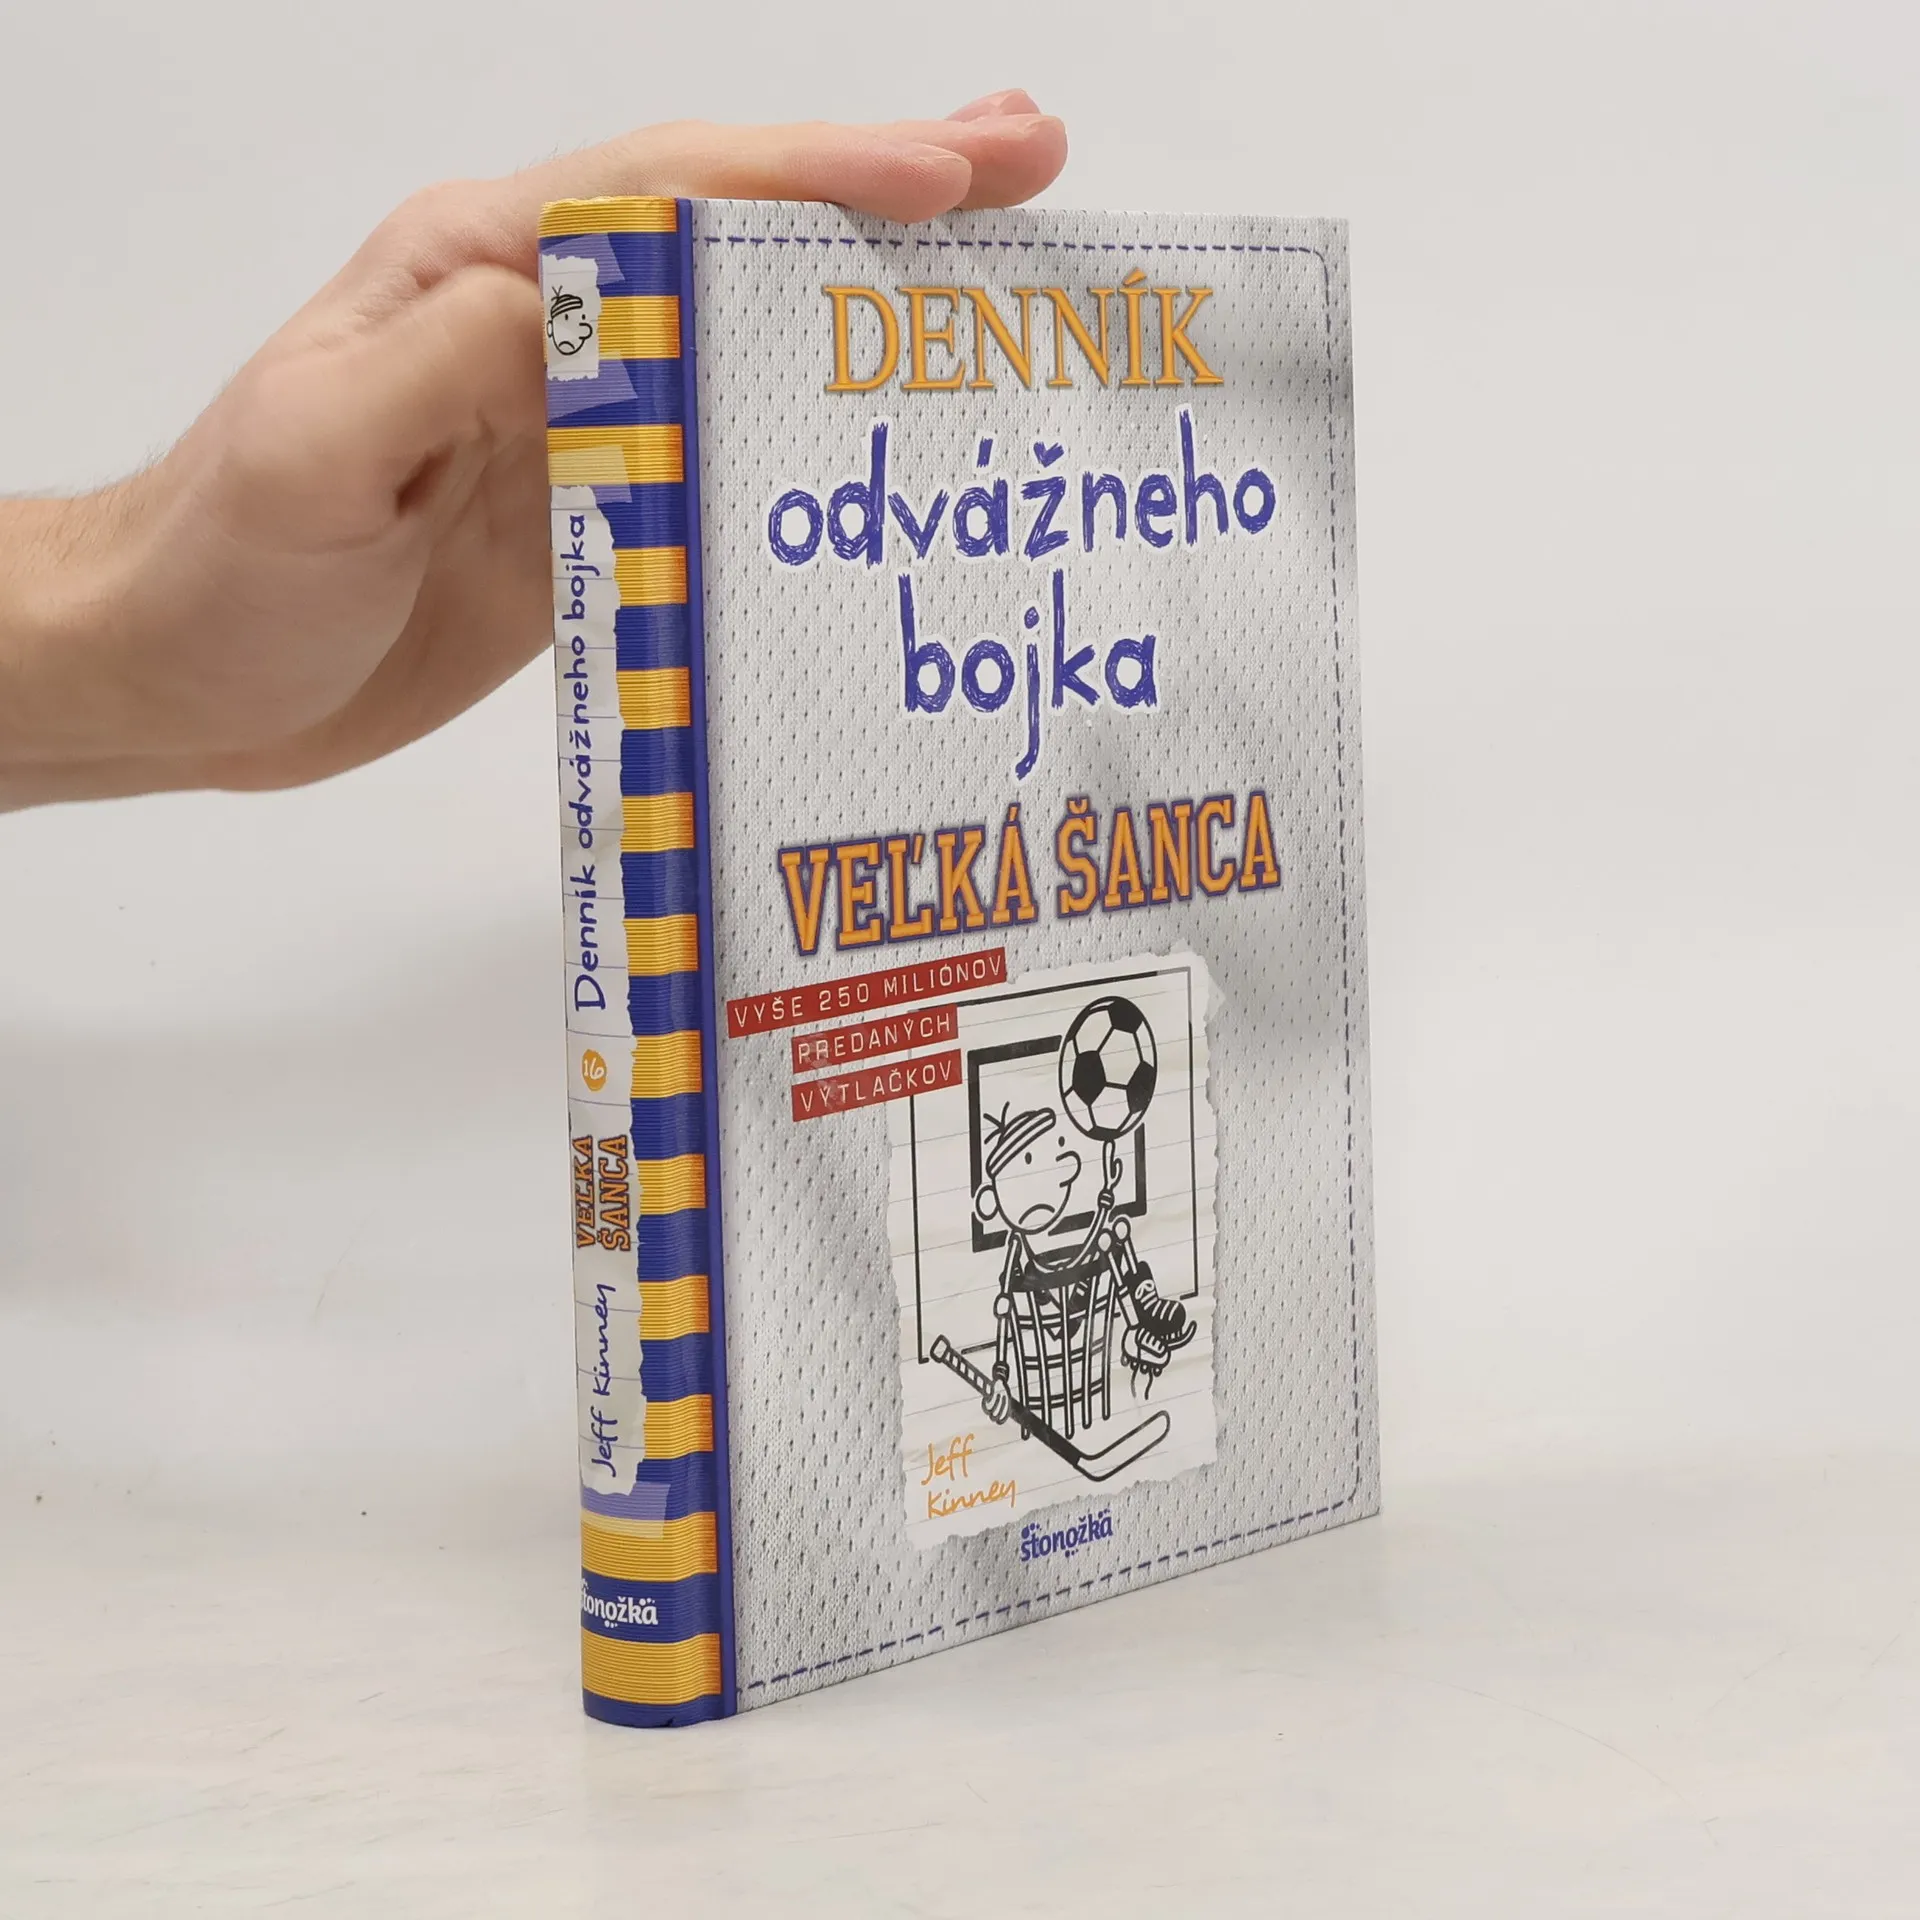 DENNÍK
odvážneho
bojka
VEĽKÁ ŠANCA
VYŠE 250 MILIÓNOV
PREDANÝCH
VÝTLAČKOV
Jeff
Kinney
stonožka
Denník odvážneho bojka
16
VEĽKÁ
ŠANCA
Jeff Kinney
stonožka